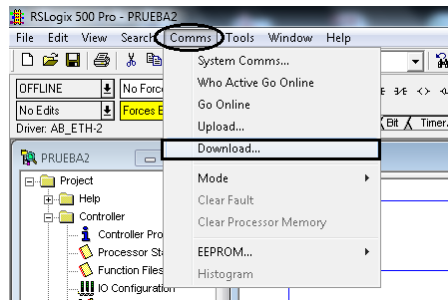 RSLogix 500 Pro - PRUEBA2
File Edit View Search Comms Tools Window Help
System Comms...
Who Active Go Online
Go Online
Upload...
Download...
Mode
Clear Fault
Clear Processor Memory
EEPROM...
Histogram
OFFLINE No Forc
No Edits Forces E
Driver: AB_ETH-2
Bit Timer
PRUEBA2
Project
Help
Controller
Controller Pro
Processor St
Function Files
IO Configuration